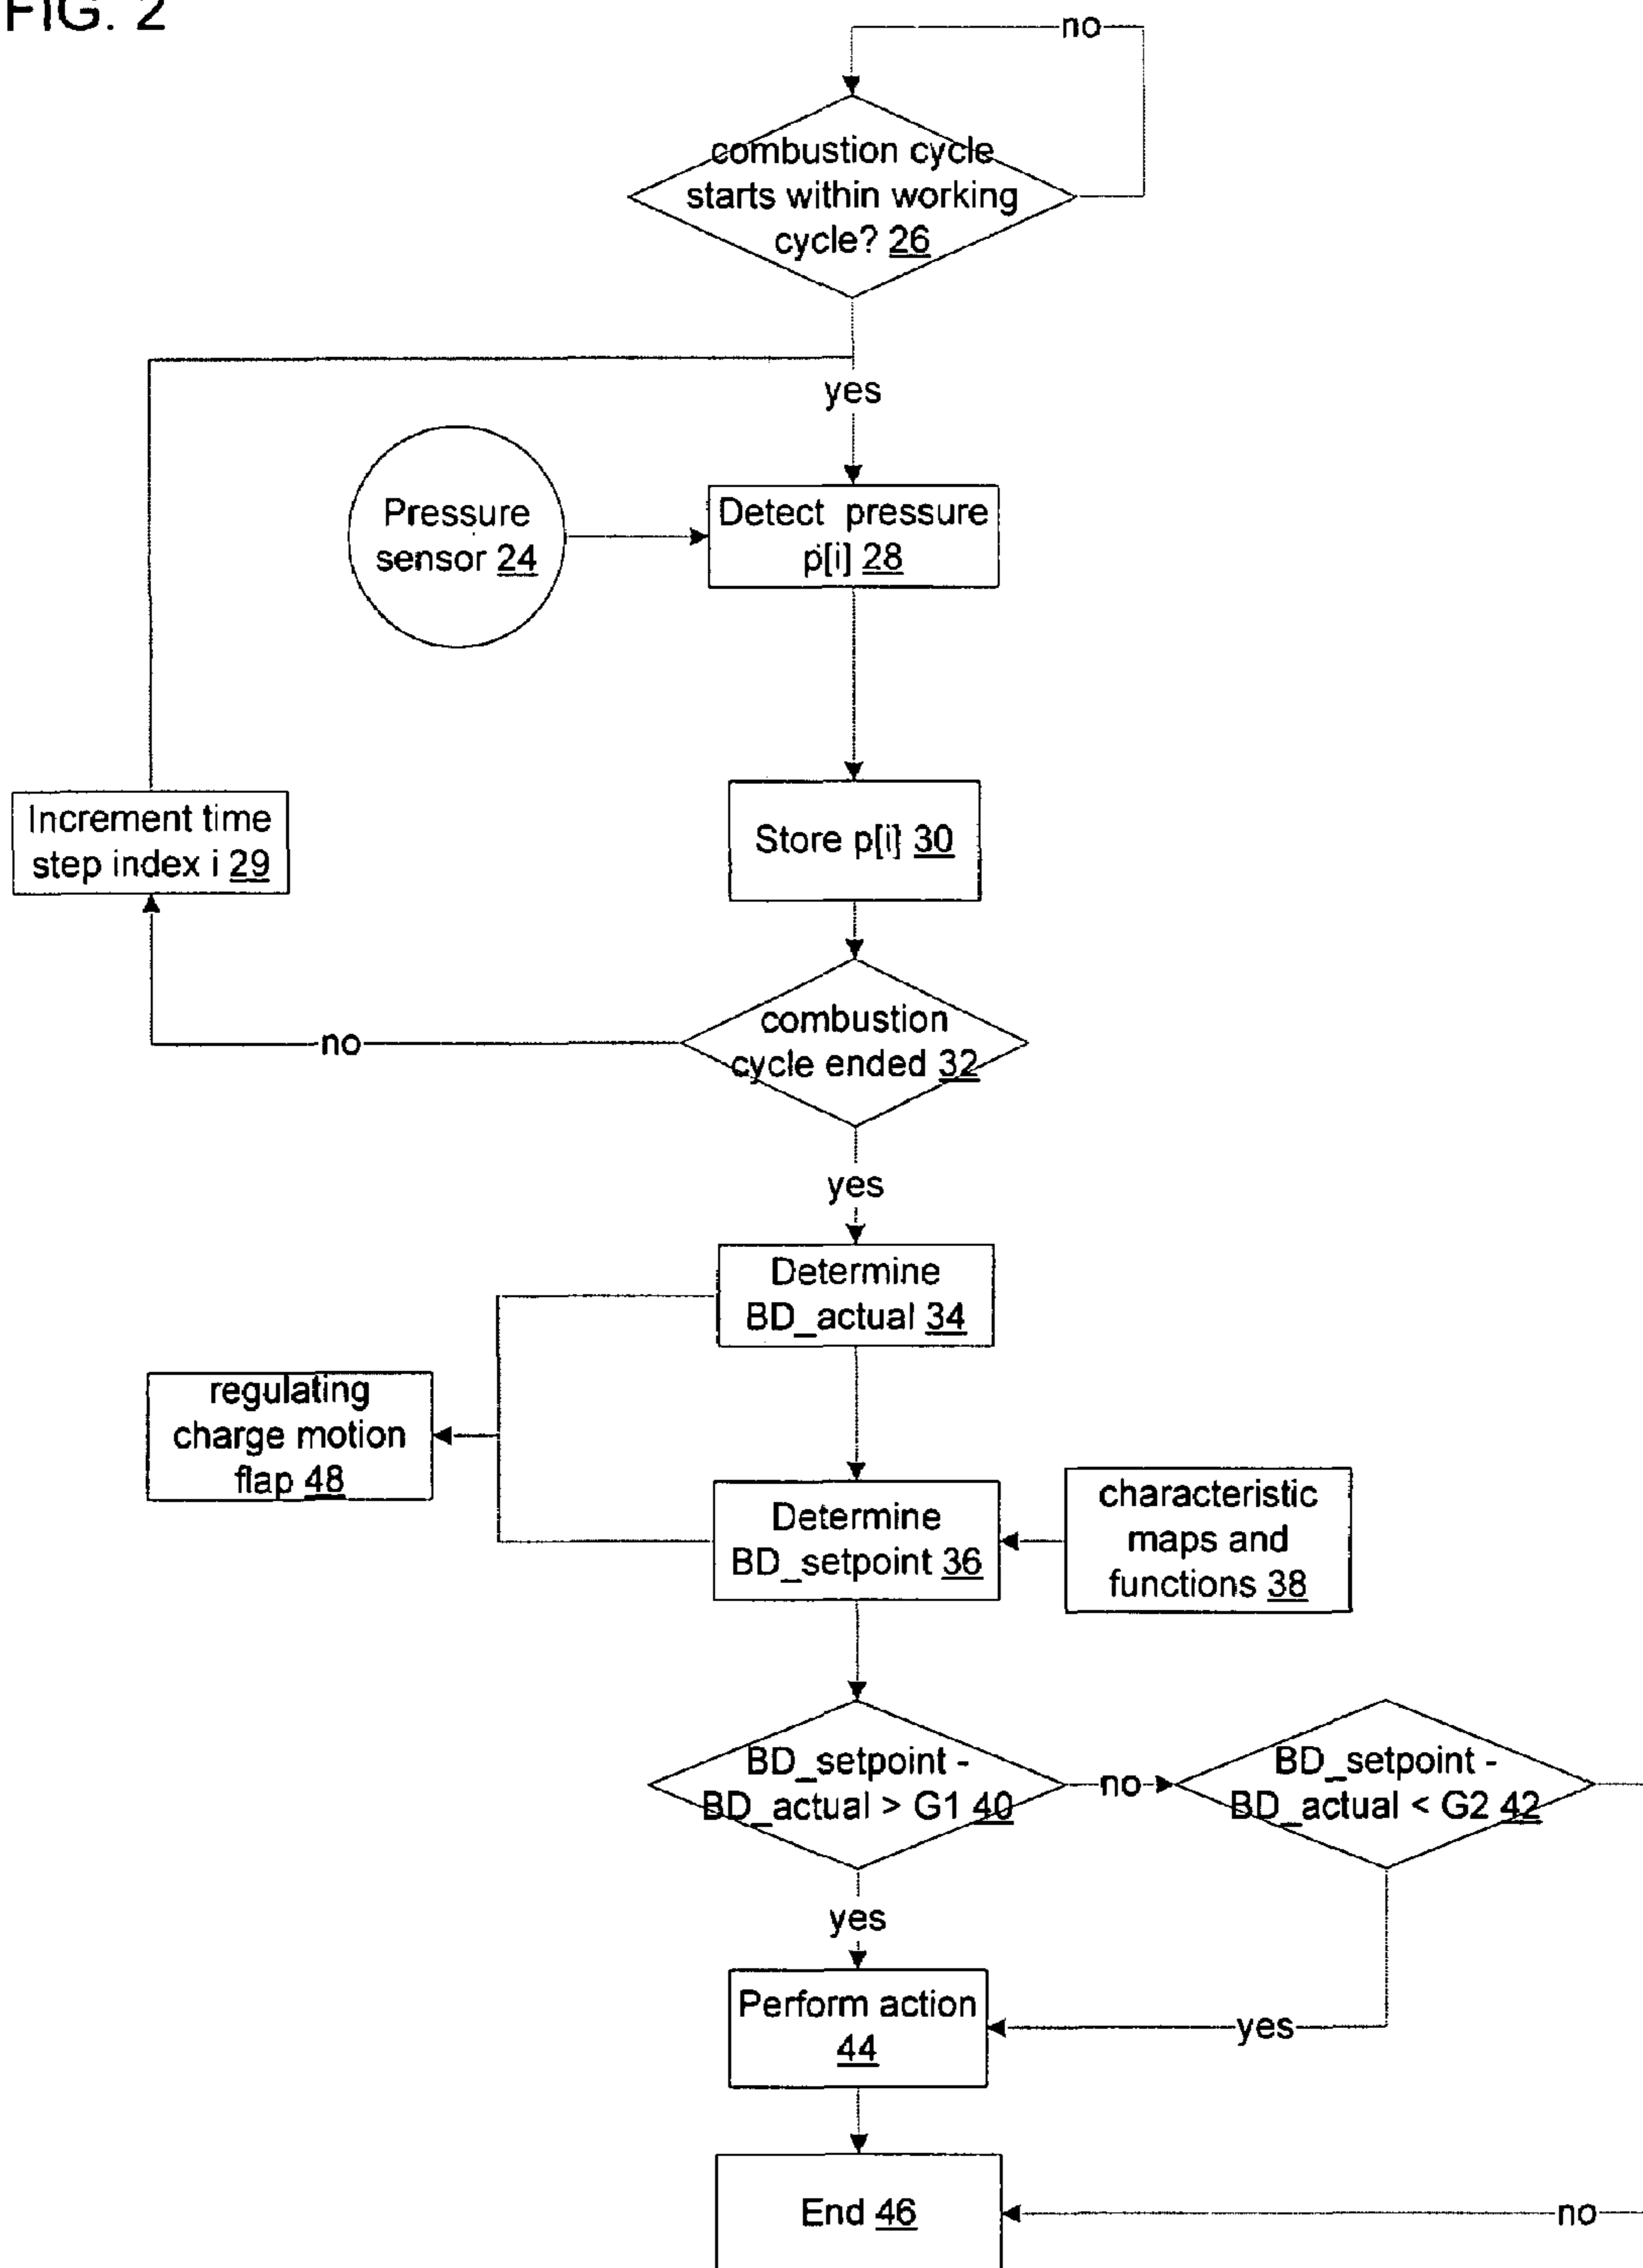 FIG. 2
no
combustion cycle
starts within working
cycle? 26
yes
Pressure
sensor 24
Detect pressure
p[i] 28
Increment time
step index i 29
Store p[i] 30
combustion
cycle ended 32
no
yes
Determine
BD_actual 34
regulating
charge motion
flap 48
Determine
BD_setpoint 36
characteristic
maps and
functions 38
BD_setpoint -
BD_actual > G1 40
no
BD_setpoint -
BD_actual < G2 42
yes
Perform action
44
yes
End 46
no